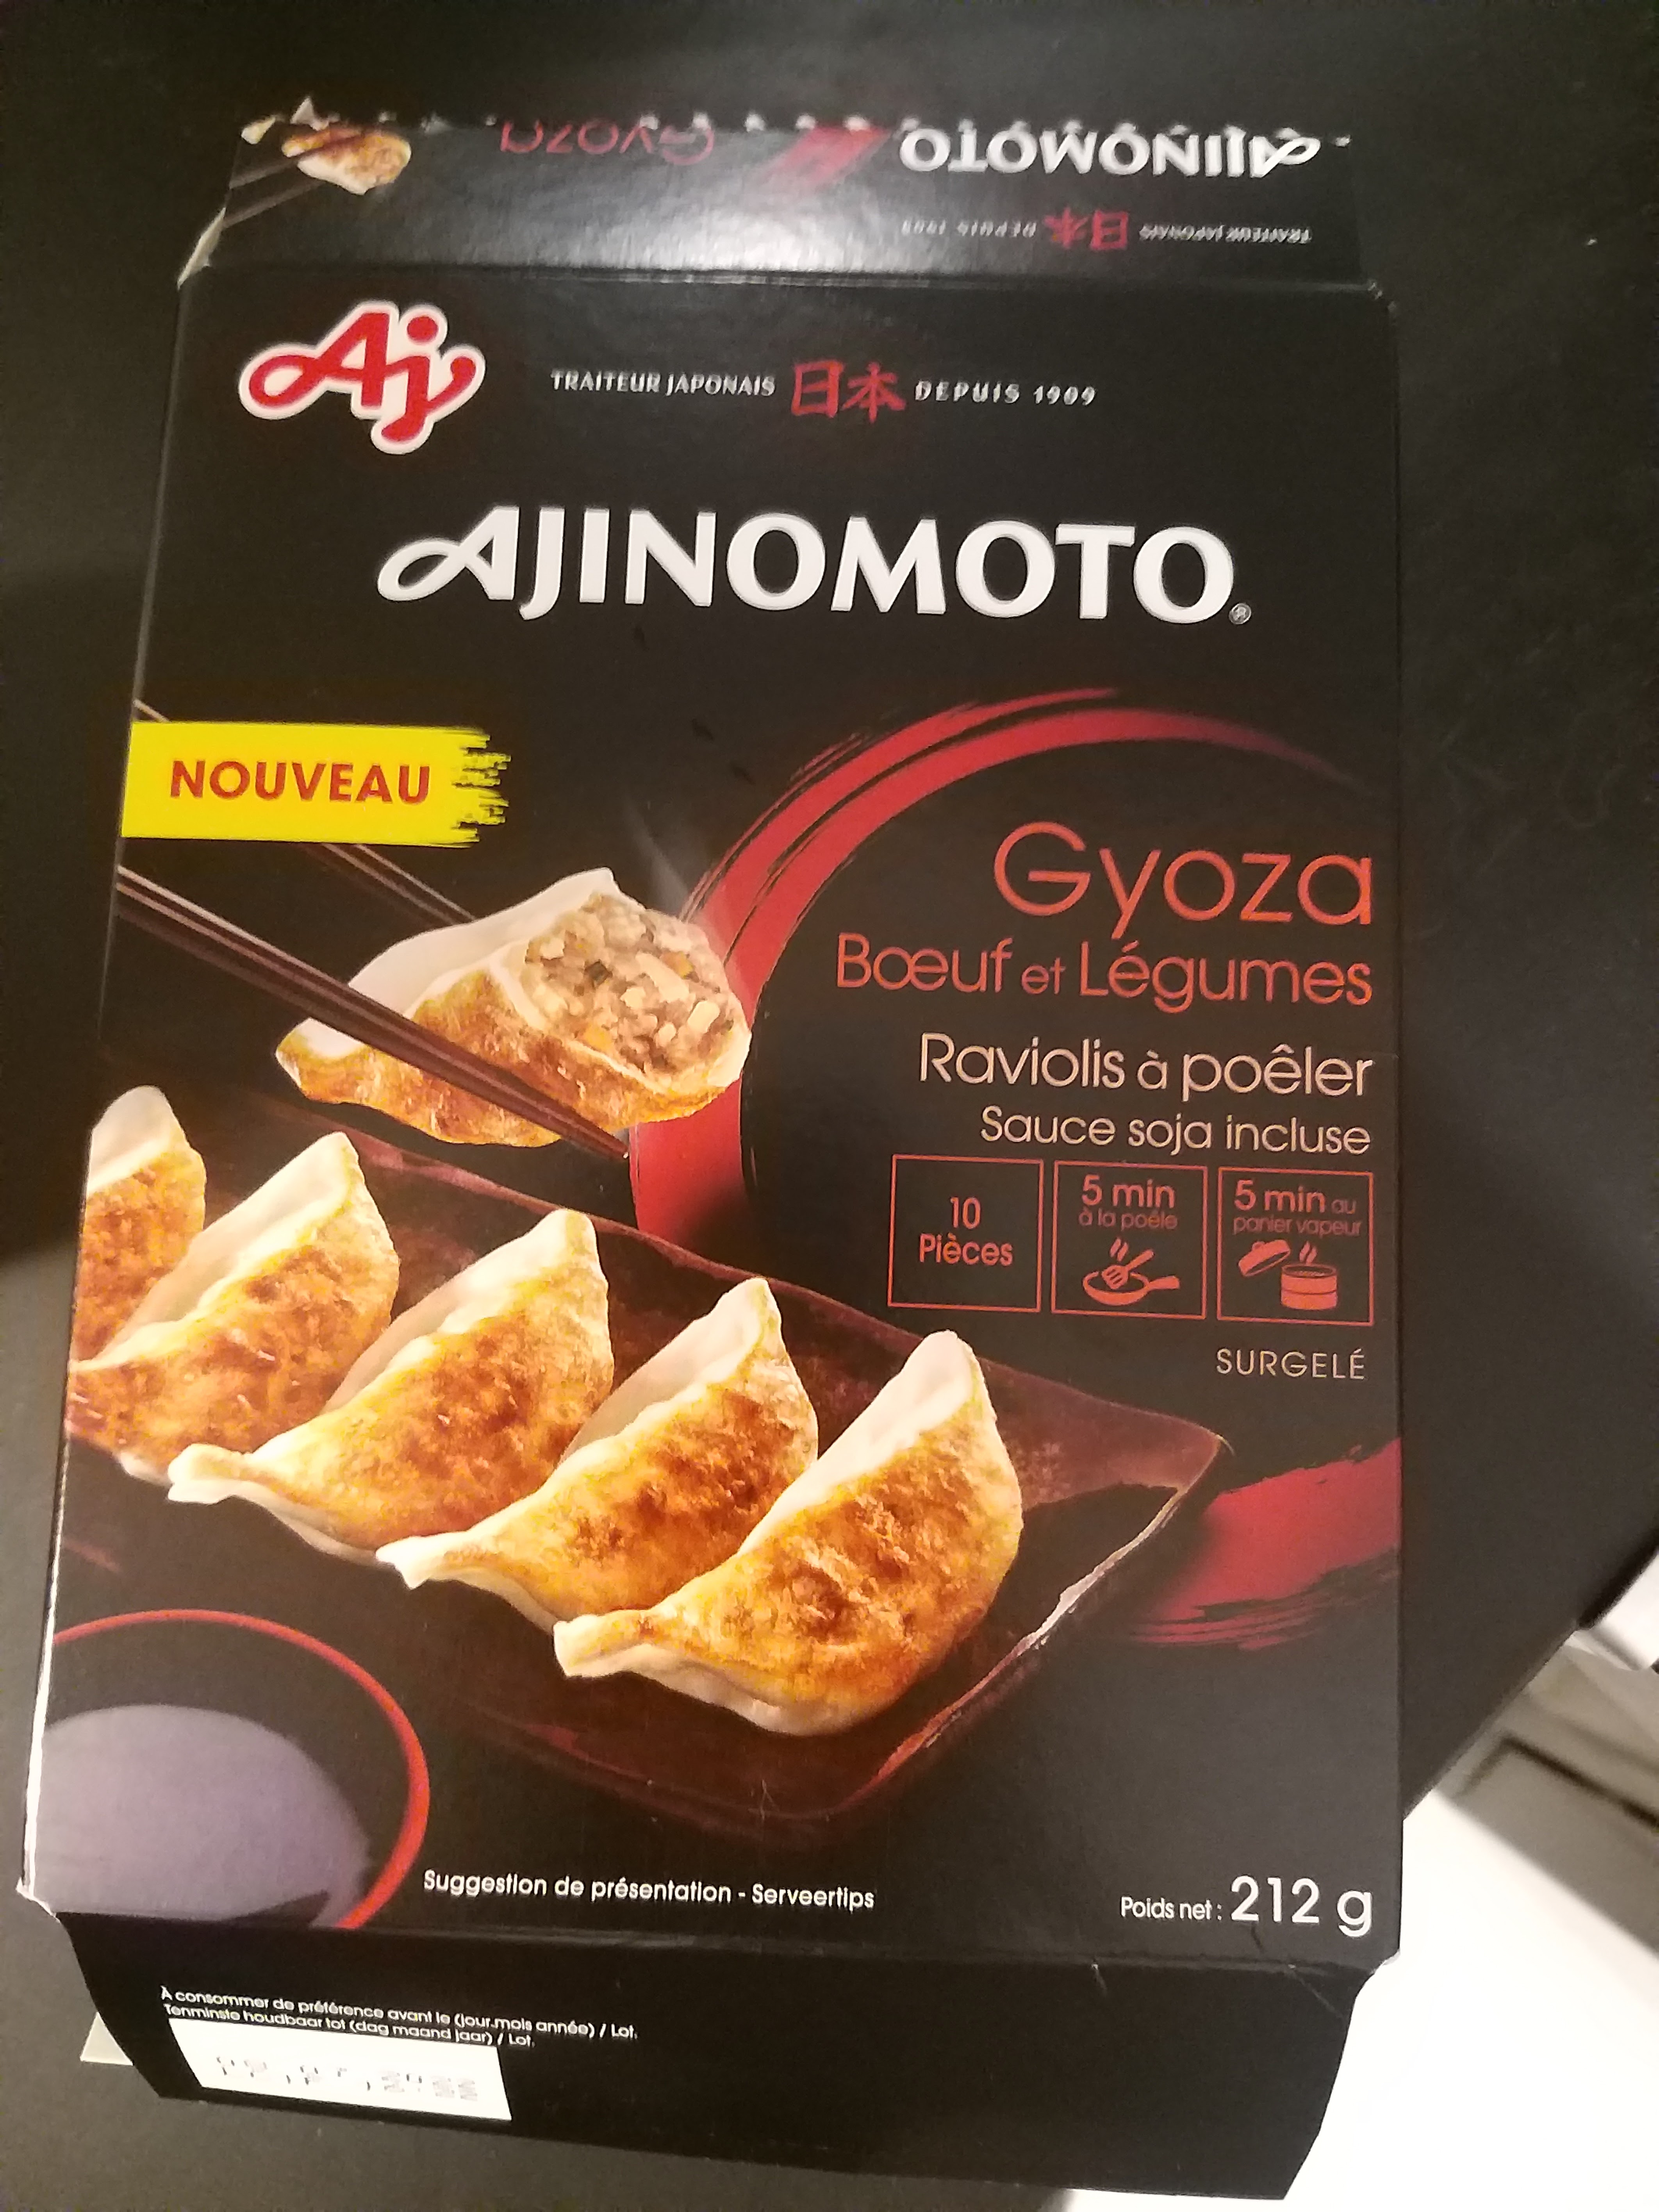 AJINOMOTO
Gyoza
TRAITEUR JAPONAIS 日本 DEPUIS 1909
Aj
TRAITEUR JAPONAIS 日本 DEPUIS 1909
AJINOMOTO®
NOUVEAU
Gyoza
Bœuf et Légumes
Raviolis à poêler
Sauce soja incluse
10
Pièces
5 min
à la poêle
5 min au
panier vapeur
SURGELÉ
Suggestion de présentation - Serveertips
Poids net : 212 g
À consommer de préférence avant le (jour.mois année) / Lot.
Tenminste houdbaar tot (dag maand jaar) / Lot.